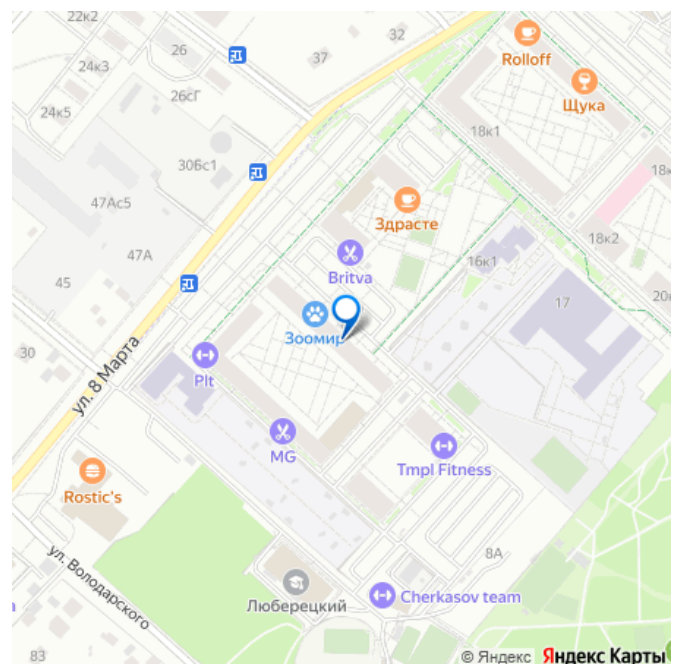 22к2
32
26
37
Rolloff
24к3
26сГ
Щука
24к5
18к1
30Бс1
18к
47Ас5
Здрасте
18к2
47А
16к1
Britva
45
17
20
Зоомир
30
ул. 8 Марта
Plt
MG
Tmpl Fitness
Rostic's
8А
ул. Володарского
Люберецкий
Cherkasov team
83
© Яндекс Яндекс Карты